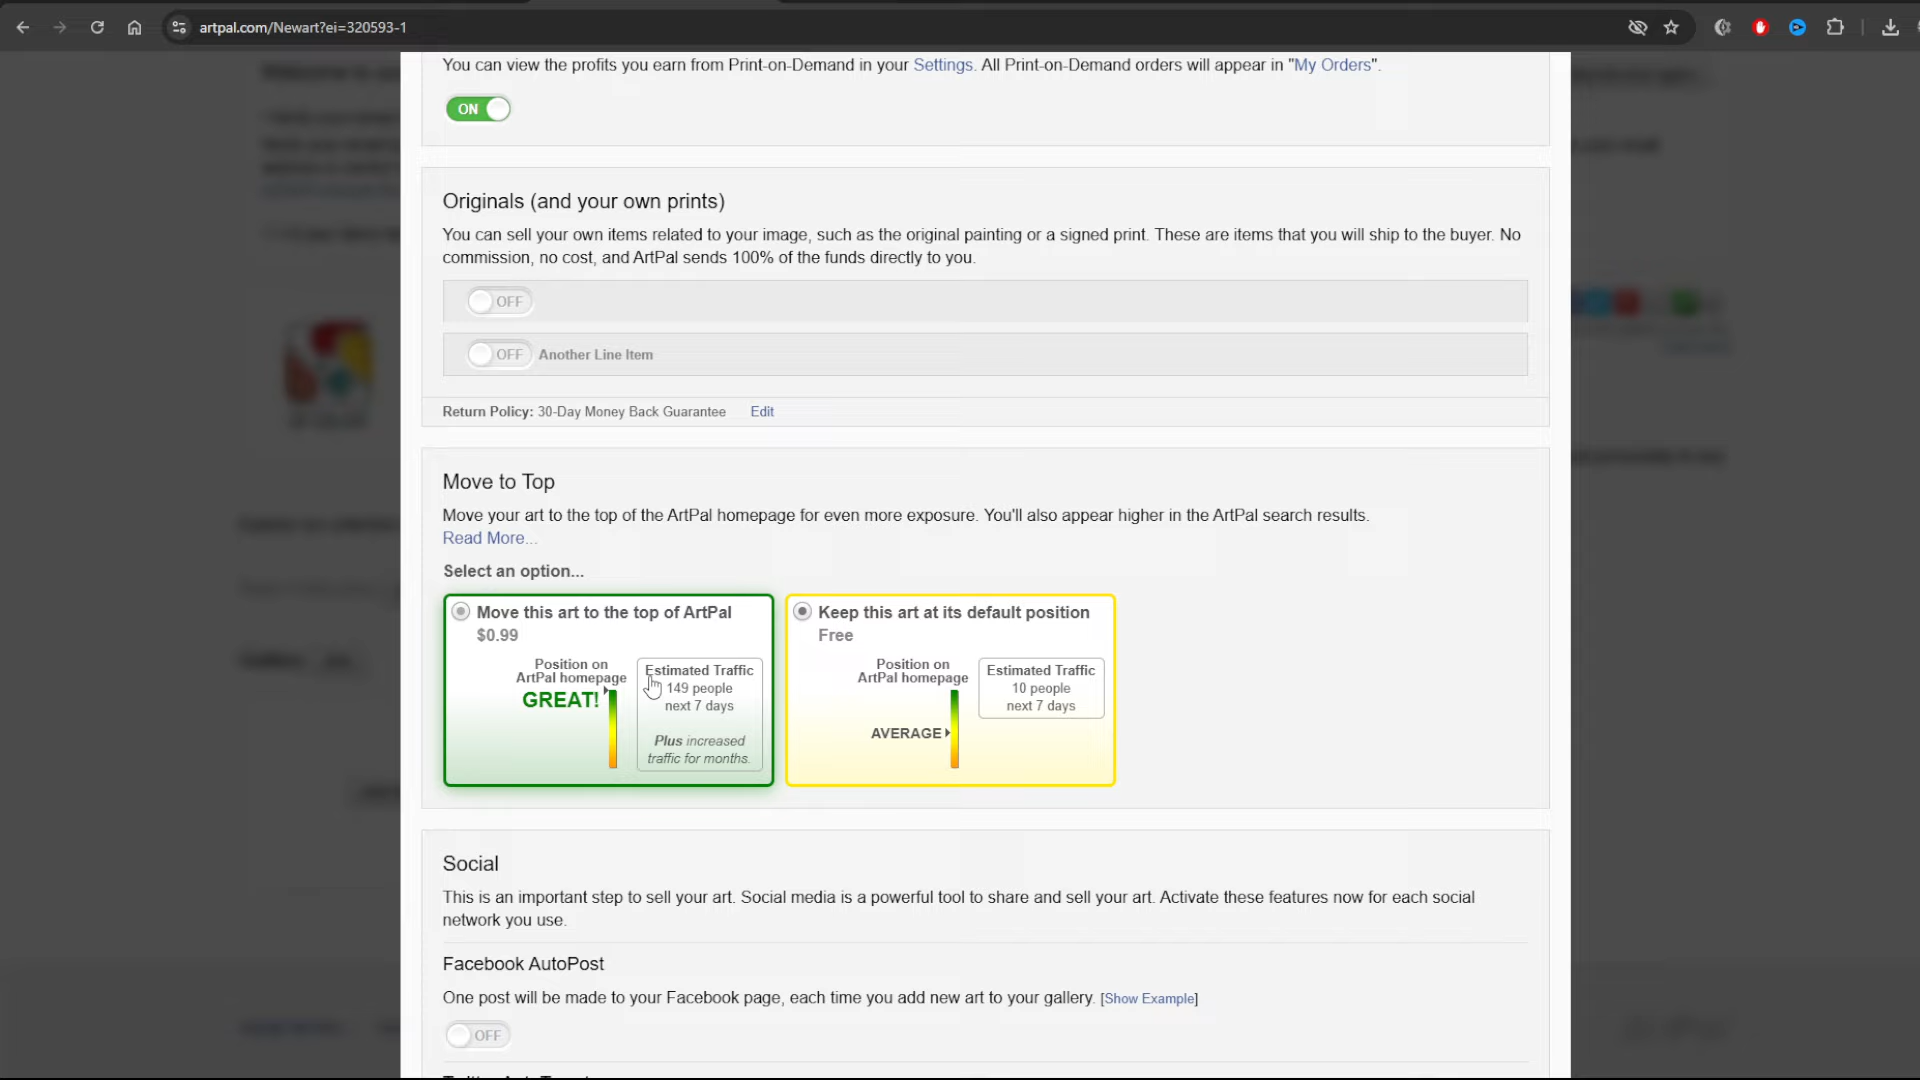 artpal.com/Newart?ei=320593-1
You can view the profits you earn from Print-on-Demand in your Settings. All Print-on-Demand orders will appear in "My Orders".
ON
Originals (and your own prints)
You can sell your own items related to your image, such as the original painting or a signed print. These are items that you will ship to the buyer. No
commission, no cost, and ArtPal sends 100% of the funds directly to you.
OFF
OFF Another Line Item
Return Policy: 30-Day Money Back Guarantee Edit
Move to Top
Move your art to the top of the ArtPal homepage for even more exposure. You'll also appear higher in the ArtPal search results.
Read More...
Select an option...
Move this art to the top of ArtPal
$0.99
Position on
ArtPal homepage
GREAT!
Estimated Traffic
149 people
next 7 days
Plus increased
traffic for months.
Keep this art at its default position
Free
Position on
ArtPal homepage
AVERAGE
Estimated Traffic
10 people
next 7 days
Social
This is an important step to sell your art. Social media is a powerful tool to share and sell your art. Activate these features now for each social
network you use.
Facebook AutoPost
One post will be made to your Facebook page, each time you add new art to your gallery. [Show Example]
OFF